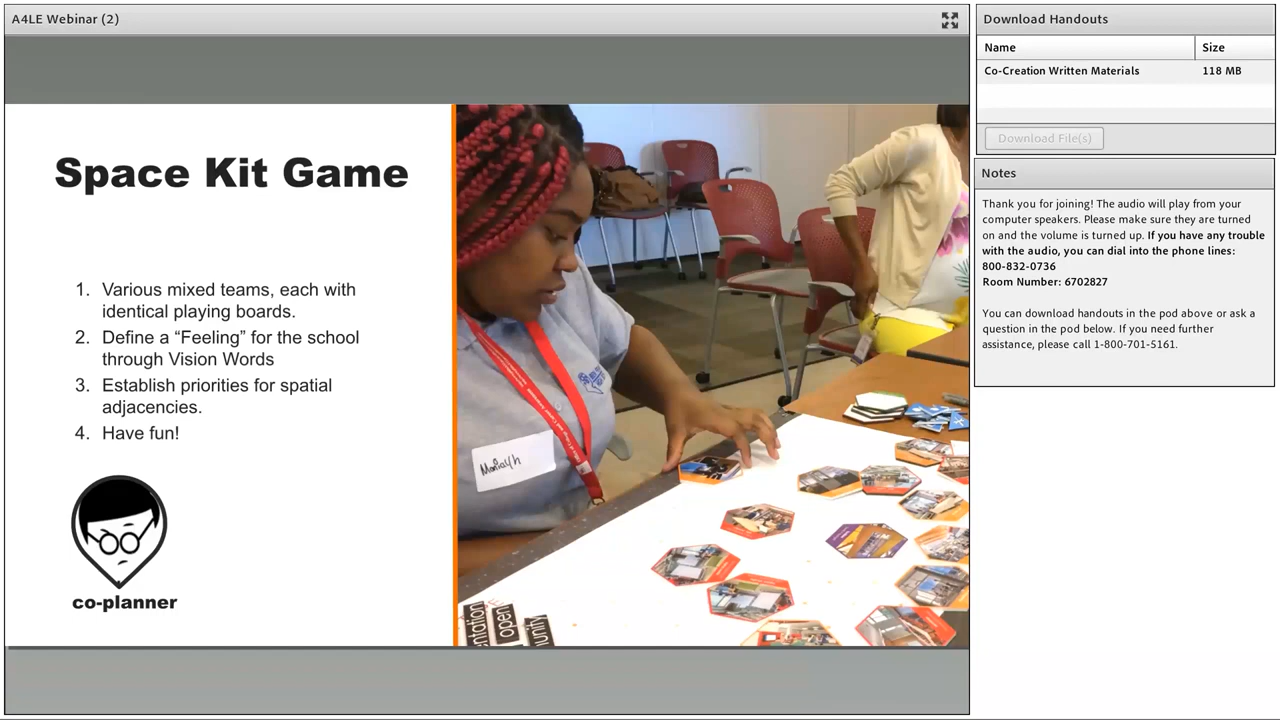 A4LE Webinar (2)
Space Kit Game
1. Various mixed teams, each with
identical playing boards.
2. Define a “Feeling” for the school
through Vision Words
3. Establish priorities for spatial
adjacencies.
4. Have fun!
co-planner
open
Download Handouts
Name Size
Co-Creation Written Materials 118 MB
Download File(s)
Notes
Thank you for joining! The audio will play from your
computer speakers. Please make sure they are turned
on and the volume is turned up. If you have any trouble
with the audio, you can dial into the phone lines:
800-832-0736
Room Number: 6702827
You can download handouts in the pod above or ask a
question in the pod below. If you need further
assistance, please call 1-800-701-5161.